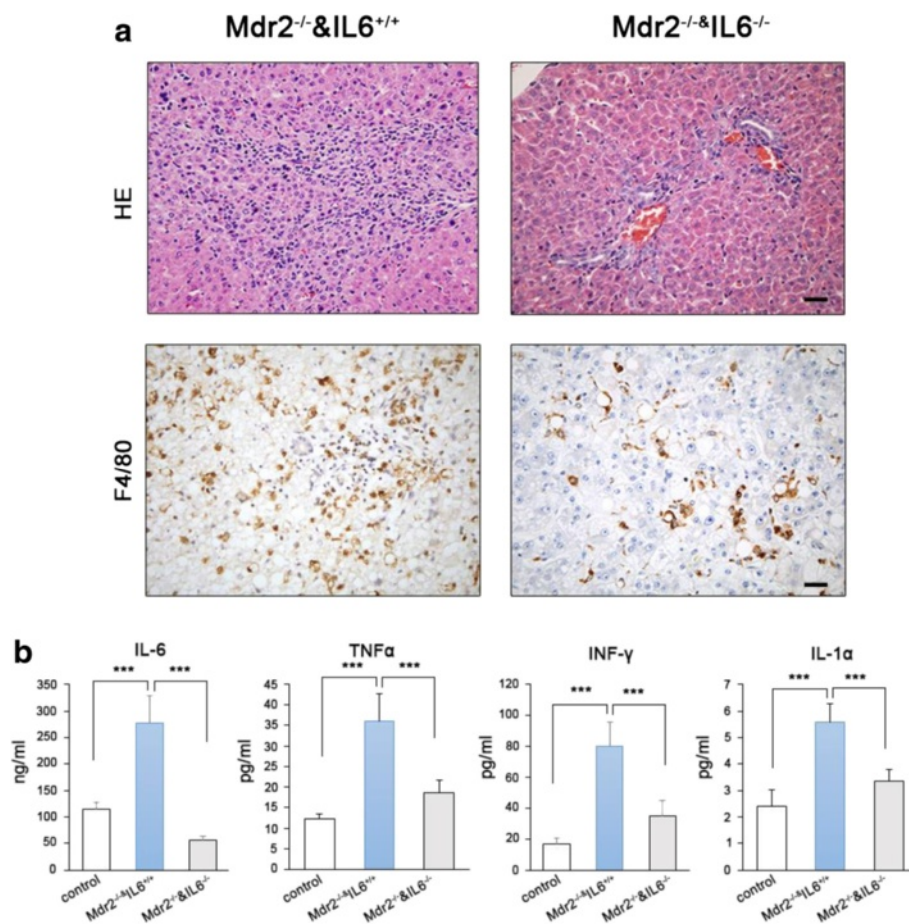 a
Mdr2-/-&IL6+/+
Mdr2-/-&IL6-/-
HE
F4/80
b
IL-6
***
***
ng/ml
350
300
250
200
150
100
50
0
control
Mdr2-/-&IL6+/+
Mdr2-/-&IL6-/-
TNFα
***
***
pg/ml
45
40
35
30
25
20
15
12
5
0
control
Mdr2-/-&IL6+/+
Mdr2-/-&IL6-/-
INF-γ
***
***
pg/ml
120
100
80
60
40
20
0
control
Mdr2-/-&IL6+/+
Mdr2-/-&IL6-/-
IL-1α
***
***
pg/ml
7
6
5
4
3
2
2
0
control
Mdr2-/-&IL6+/+
Mdr2-/-&IL6-/-